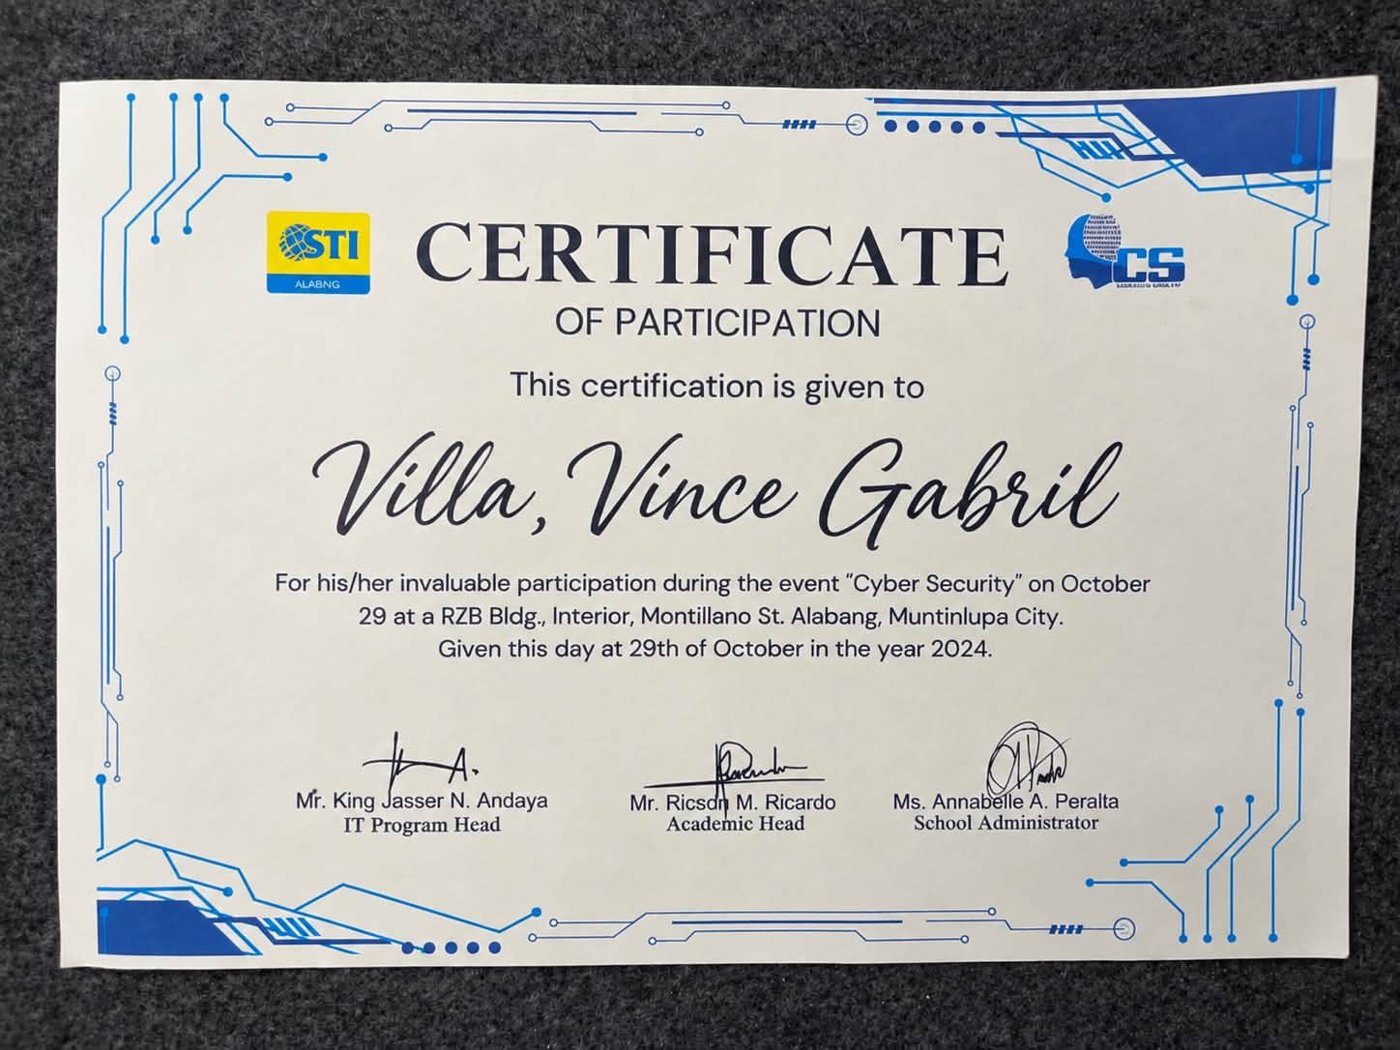 STI
ALABNG
CERTIFICATE
CS
OF PARTICIPATION
This certification is given to
Villa, Vince Gabril
For his/her invaluable participation during the event "Cyber Security" on October
29 at a RZB Bldg., Interior, Montillano St. Alabang, Muntinlupa City.
Given this day at 29th of October in the year 2024.
Mr. King Jasser N. Andaya
IT Program Head
Mr. Ricson M. Ricardo
Academic Head
Ms. Annabelle A. Peralta
School Administrator